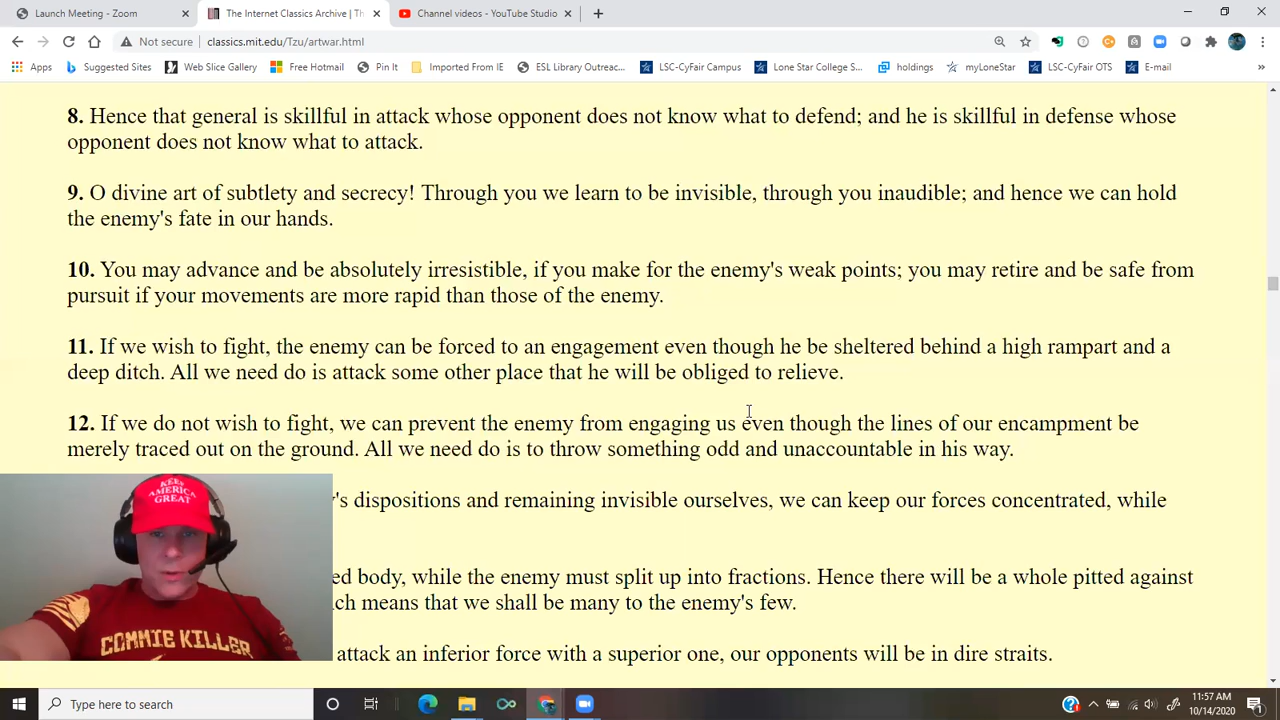 Launch Meeting - Zoom
The Internet Classics Archive | Th
Channel videos - YouTube Studio
Not secure | classics.mit.edu/Tzu/artwar.html
Apps Suggested Sites Web Slice Gallery Free Hotmail Pin It Imported From IE ESL Library Outreac... LSC-CyFair Campus Lone Star College S... holdings myLoneStar LSC-CyFair OTS E-mail »
8. Hence that general is skillful in attack whose opponent does not know what to defend; and he is skillful in defense whose
opponent does not know what to attack.
9. O divine art of subtlety and secrecy! Through you we learn to be invisible, through you inaudible; and hence we can hold
the enemy's fate in our hands.
10. You may advance and be absolutely irresistible, if you make for the enemy's weak points; you may retire and be safe from
pursuit if your movements are more rapid than those of the enemy.
11. If we wish to fight, the enemy can be forced to an engagement even though he be sheltered behind a high rampart and a
deep ditch. All we need do is attack some other place that he will be obliged to relieve.
12. If we do not wish to fight, we can prevent the enemy from engaging us even though the lines of our encampment be
merely traced out on the ground. All we need do is to throw something odd and unaccountable in his way.
's dispositions and remaining invisible ourselves, we can keep our forces concentrated, while
ed body, while the enemy must split up into fractions. Hence there will be a whole pitted against
ch means that we shall be many to the enemy's few.
attack an inferior force with a superior one, our opponents will be in dire straits.
KEEP
AMERICA
GREAT
COMMIE KILLER
Type here to search
11:57 AM
10/14/2020